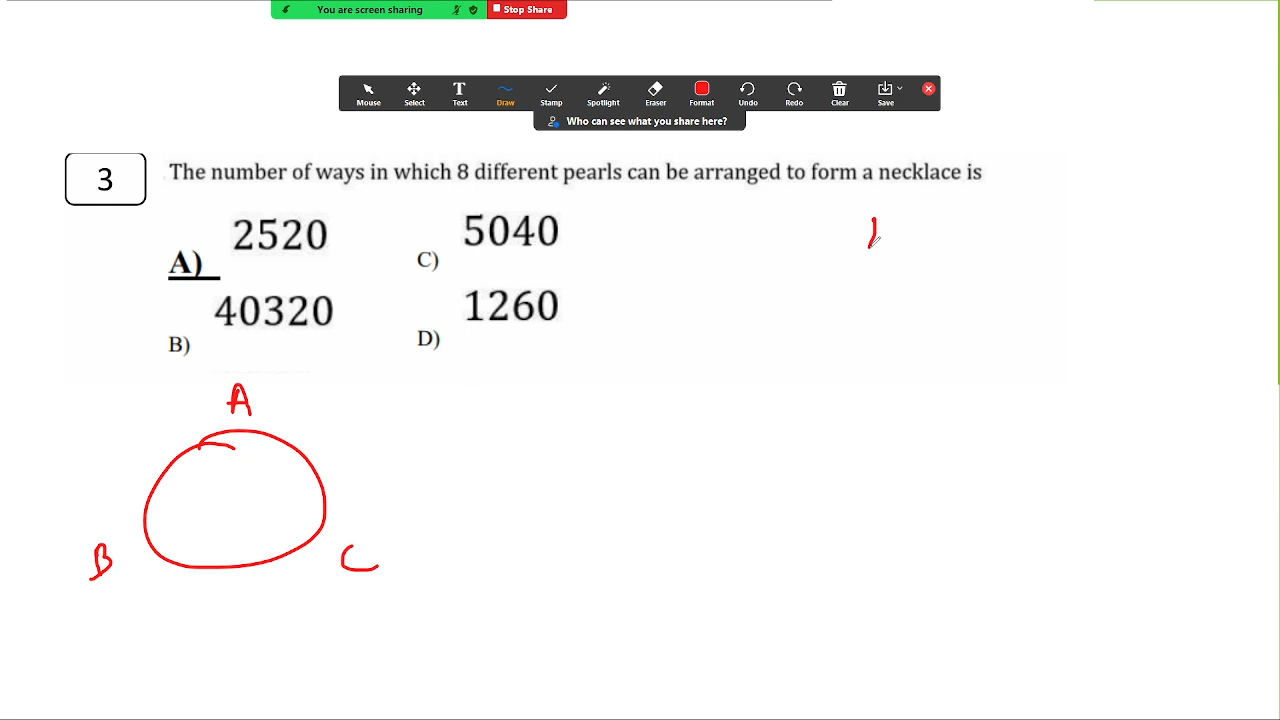 You are screen sharing Stop Share
Mouse Select Text Draw Stamp Spotlight Eraser Format Undo Redo Clear Save
Who can see what you share here?
3 The number of ways in which 8 different pearls can be arranged to form a necklace is
A) 2520 C) 5040
B) 40320 D) 1260
A
B C